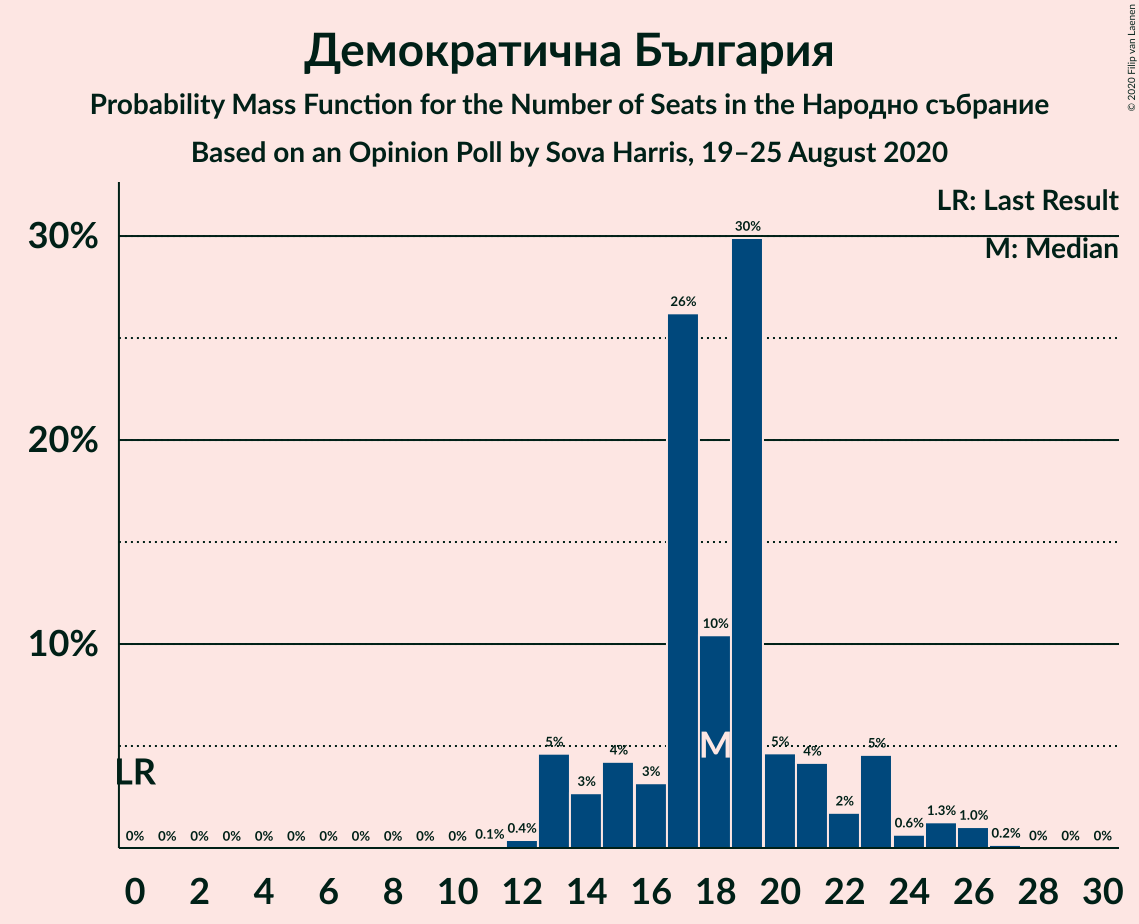 Демократична България
Probability Mass Function for the Number of Seats in the Народно събрание
Based on an Opinion Poll by Sova Harris, 19–25 August 2020
© 2020 Filip van Laenen
LR: Last Result
M: Median
30%
20%
10%
30%
26%
10%
5%
3%
4%
3%
5%
4%
2%
5%
0.6%
1.3%
1.0%
0.2%
0%
0%
0%
M
LR
0% 0% 0% 0% 0% 0% 0% 0% 0% 0% 0% 0.1% 0.4%
0 2 4 6 8 10 12 14 16 18 20 22 24 26 28 30